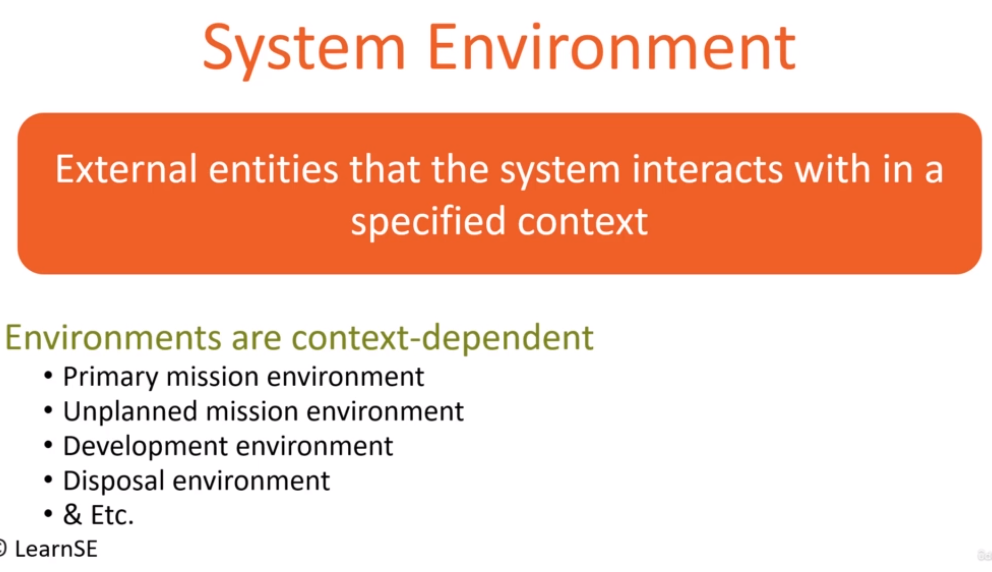 System Environment
External entities that the system interacts with in a
specified context
Environments are context-dependent
• Primary mission environment
• Unplanned mission environment
• Development environment
• Disposal environment
• & Etc.
© LearnSE